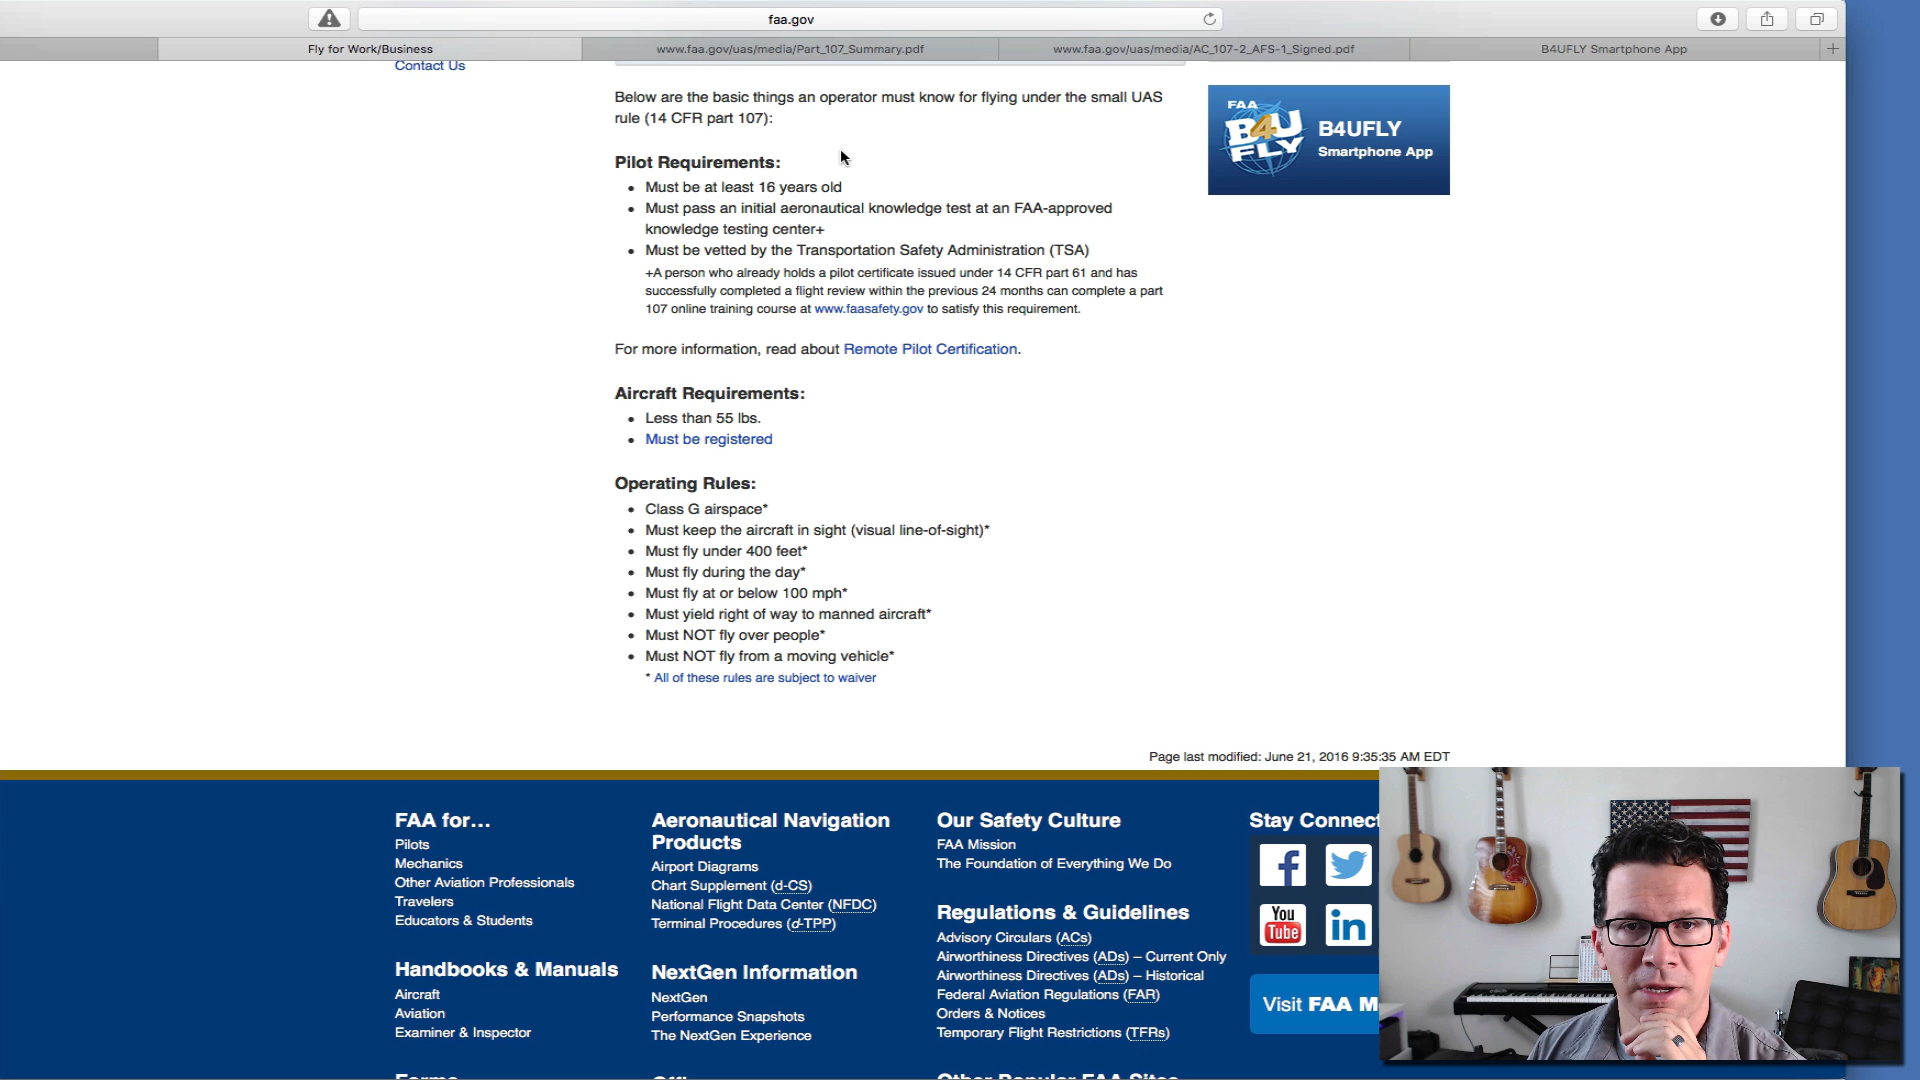 faa.gov
Fly for Work/Business
www.faa.gov/uas/media/Part_107_Summary.pdf
www.faa.gov/uas/media/AC_107-2_AFS-1_Signed.pdf
B4UFLY Smartphone App
Contact Us
Below are the basic things an operator must know for flying under the small UAS
rule (14 CFR part 107):
Pilot Requirements:
• Must be at least 16 years old
• Must pass an initial aeronautical knowledge test at an FAA-approved
knowledge testing center+
• Must be vetted by the Transportation Safety Administration (TSA)
+A person who already holds a pilot certificate issued under 14 CFR part 61 and has
successfully completed a flight review within the previous 24 months can complete a part
107 online training course at www.faasafety.gov to satisfy this requirement.
For more information, read about Remote Pilot Certification.
Aircraft Requirements:
• Less than 55 lbs.
• Must be registered
Operating Rules:
• Class G airspace*
• Must keep the aircraft in sight (visual line-of-sight)*
• Must fly under 400 feet*
• Must fly during the day*
• Must fly at or below 100 mph*
• Must yield right of way to manned aircraft*
• Must NOT fly over people*
• Must NOT fly from a moving vehicle*
* All of these rules are subject to waiver
FAA
B4U
FLY
B4UFLY
Smartphone App
Page last modified: June 21, 2016 9:35:35 AM EDT
FAA for...
Pilots
Mechanics
Other Aviation Professionals
Travelers
Educators & Students
Handbooks & Manuals
Aircraft
Aviation
Examiner & Inspector
Aeronautical Navigation
Products
Airport Diagrams
Chart Supplement (d-CS)
National Flight Data Center (NFDC)
Terminal Procedures (d-TPP)
NextGen Information
NextGen
Performance Snapshots
The NextGen Experience
Our Safety Culture
FAA Mission
The Foundation of Everything We Do
Regulations & Guidelines
Advisory Circulars (ACs)
Airworthiness Directives (ADs) – Current Only
Airworthiness Directives (ADs) – Historical
Federal Aviation Regulations (FAR)
Orders & Notices
Temporary Flight Restrictions (TFRs)
Stay Connect
You
Tube
in
Visit FAA M